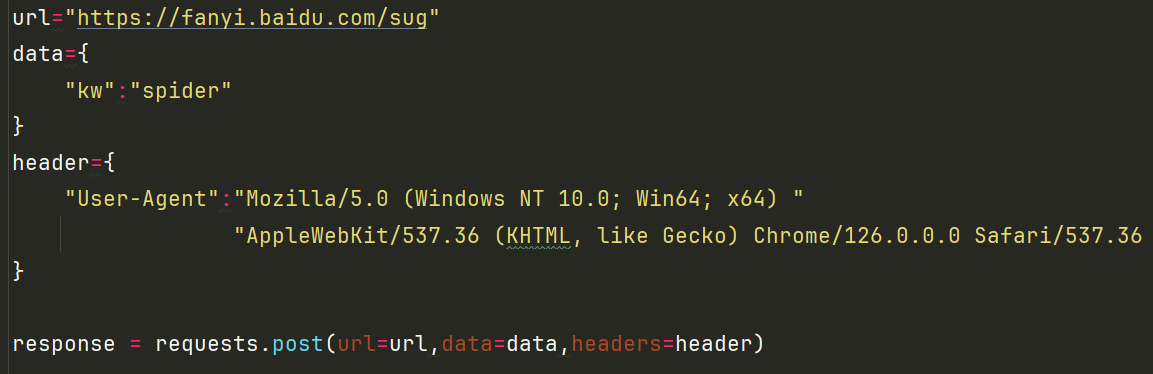 url="https://fanyi.baidu.com/sug"
data={
    "kw":"spider"
}
header={
    "User-Agent":"Mozilla/5.0 (Windows NT 10.0; Win64; x64) "
                 "AppleWebKit/537.36 (KHTML, like Gecko) Chrome/126.0.0.0 Safari/537.36
}
response = requests.post(url=url,data=data,headers=header)